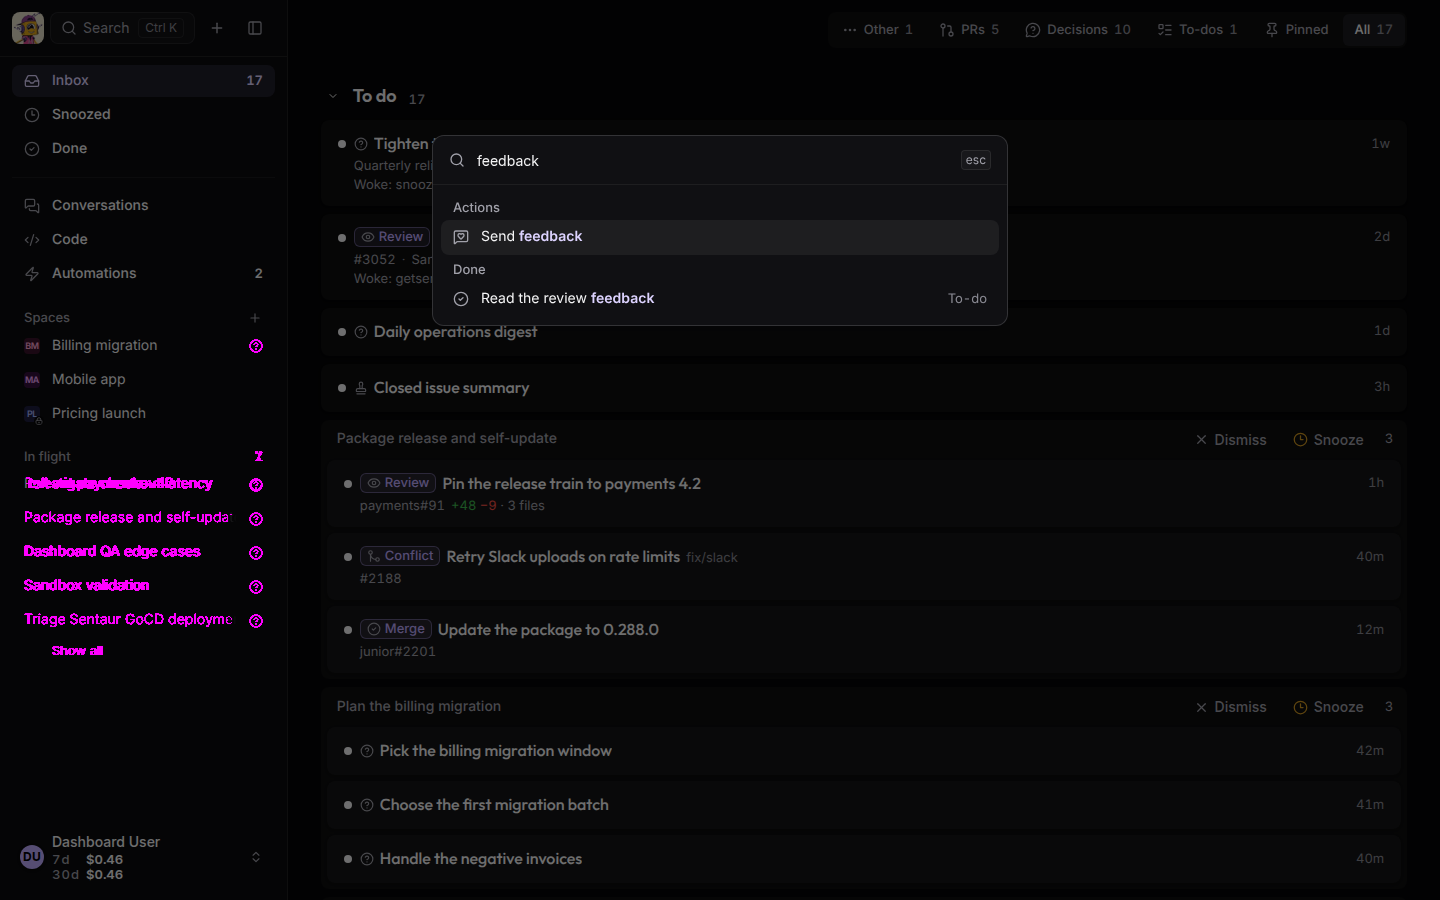 Search Ctrl K
Other 1
PRs 5
Decisions 10
To-dos 1
Pinned
All 17
Inbox 17
Snoozed
Done
Conversations
Code
Automations 2
Spaces
BM Billing migration
MA Mobile app
PL Pricing launch
In flight
Package release and self-updat
Dashboard QA edge cases
Sandbox validation
Triage Sentaur GoCD deployme
Show all
DU Dashboard User
7d $0.46
30d $0.46
To do 17
Tighten
1w
Quarterly reli
Woke: snooz
feedback esc
Actions
Send feedback
Done
Read the review feedback To-do
Review
2d
#3052 · Sar
Woke: getser
Daily operations digest 1d
Closed issue summary 3h
Package release and self-update Dismiss Snooze 3
Review Pin the release train to payments 4.2 1h
payments#91 +48 −9 · 3 files
Conflict Retry Slack uploads on rate limits fix/slack 40m
#2188
Merge Update the package to 0.288.0 12m
junior#2201
Plan the billing migration Dismiss Snooze 3
Pick the billing migration window 42m
Choose the first migration batch 41m
Handle the negative invoices 40m